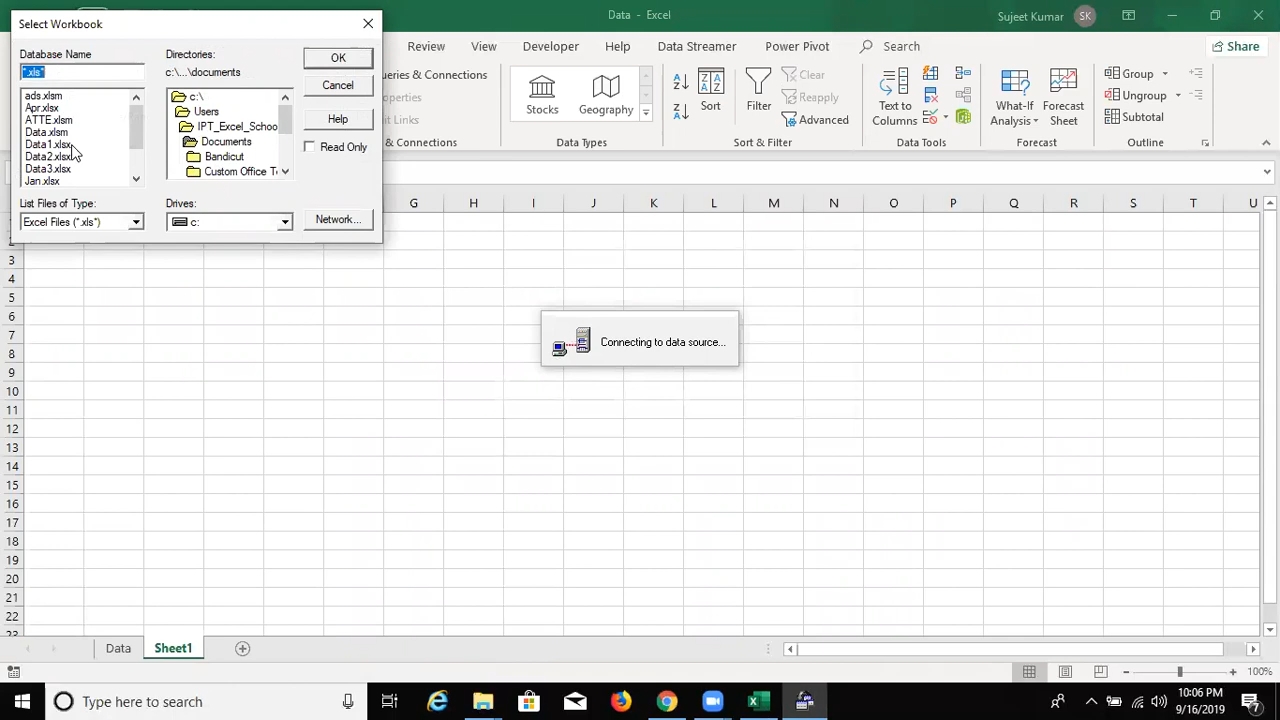 Select Workbook
Data - Excel
Sujeet Kumar SK
Review View Developer Help Data Streamer Power Pivot Search Share
Database Name
"*.xls"
ads.xlsm
Apr.xlsx
ATTE.xlsm
Data.xlsm
Data1.xlsx
Data2.xlsx
Data3.xlsx
Jan.xlsx
Directories:
c:\...\documents
c:\
Users
IPT_Excel_Schoo
Documents
Bandicut
Custom Office T
OK
Cancel
Help
Read Only
List Files of Type:
Excel Files (*.xls*)
Drives:
c:
Network...
Queries & Connections
Properties
t Links
& Connections
Stocks Geography
Data Types
Sort
Filter
Clear
Reapply
Advanced
Sort & Filter
Text to
Columns
Data Tools
What-If
Analysis
Forecast
Sheet
Forecast
Group
Ungroup
Subtotal
Outline
G H I J K L M N O P Q R S T U
2
3
4
5
6
7
8
9
10
11
12
13
14
15
16
17
18
19
20
21
22
23
Connecting to data source...
Data Sheet1
100%
Type here to search
10:06 PM
9/16/2019
7